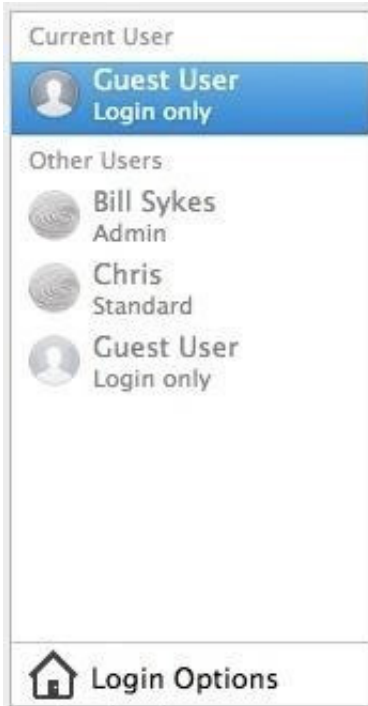 Current User
Guest User
Login only
Other Users
Bill Sykes
Admin
Chris
Standard
Guest User
Login only
Login Options